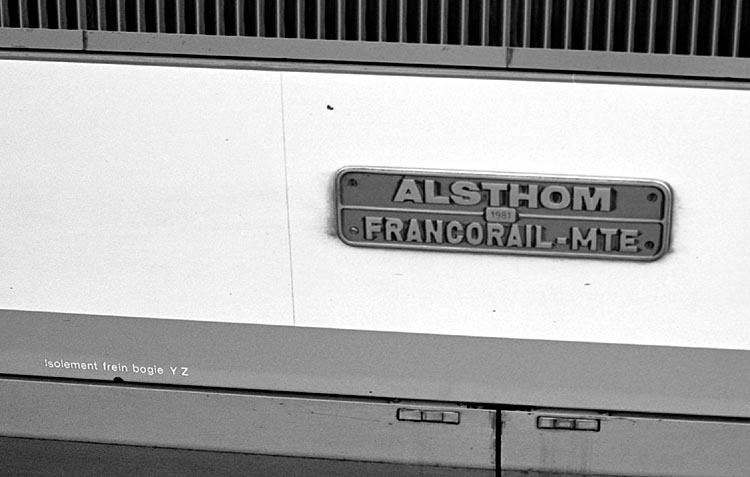 ALSTHOM
1981
FRANCORAIL-MTE
Isolement frein bogie Y Z